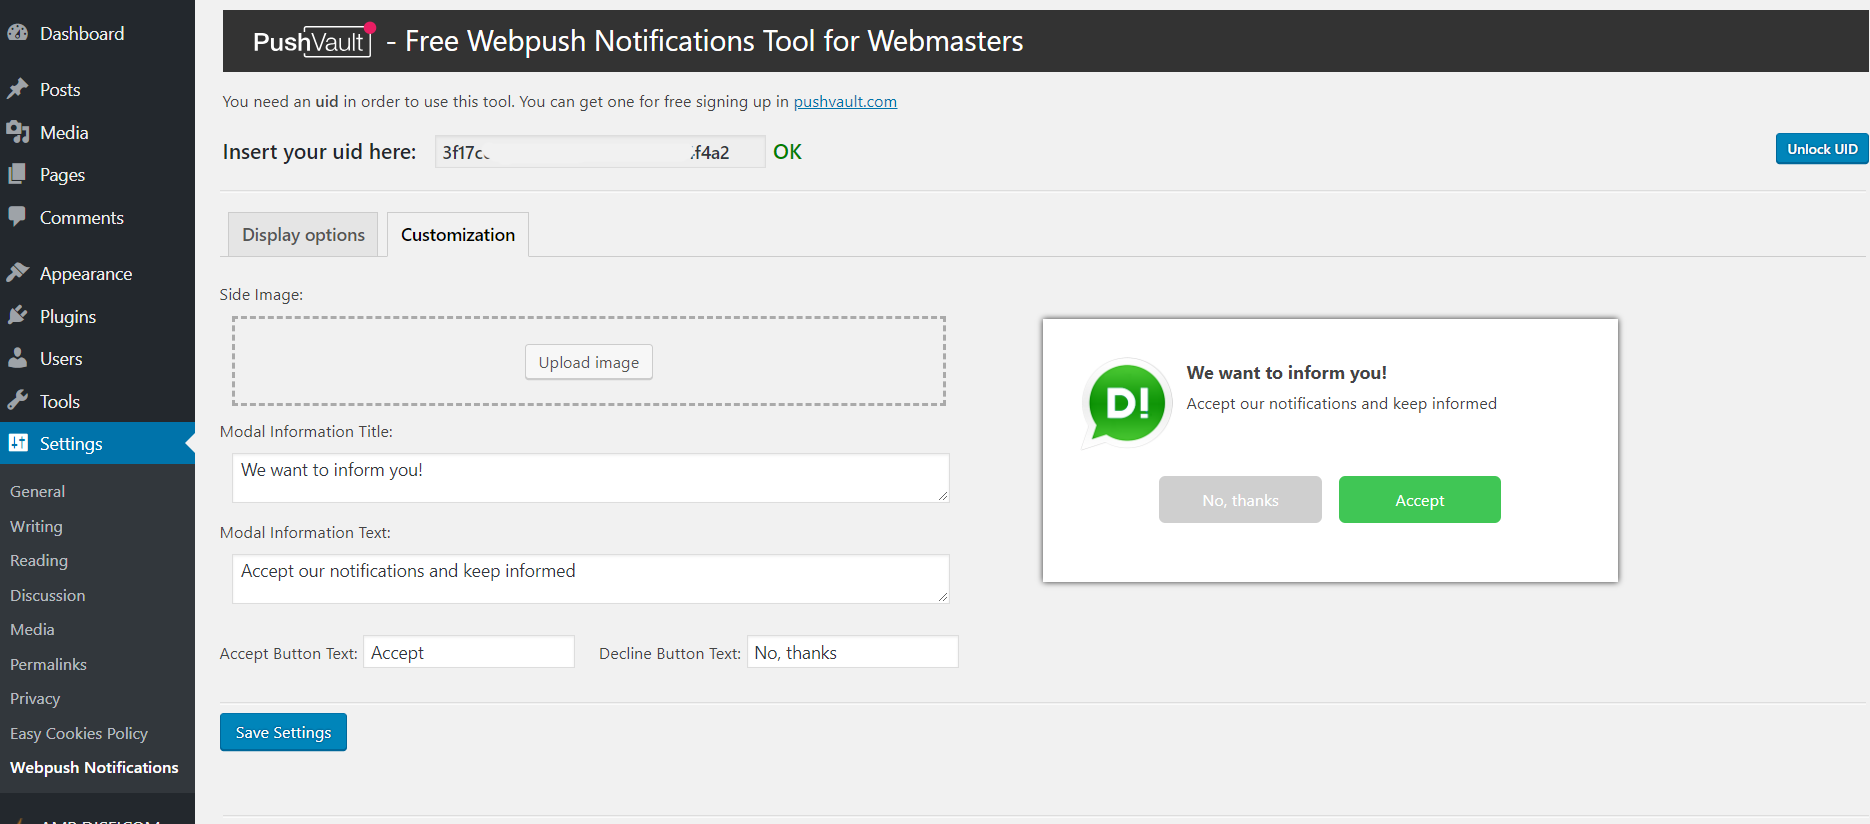 Dashboard
Posts
Media
Pages
Comments
Appearance
Plugins
Users
Tools
Settings
General
Writing
Reading
Discussion
Media
Permalinks
Privacy
Easy Cookies Policy
Webpush Notifications
PushVault - Free Webpush Notifications Tool for Webmasters
You need an uid in order to use this tool. You can get one for free signing up in pushvault.com
Insert your uid here: 3f17c f4a2 OK
Unlock UID
Display options Customization
Side Image:
Upload image
Modal Information Title:
We want to inform you!
Modal Information Text:
Accept our notifications and keep informed
Accept Button Text: Accept Decline Button Text: No, thanks
Save Settings
D!
We want to inform you!
Accept our notifications and keep informed
No, thanks Accept